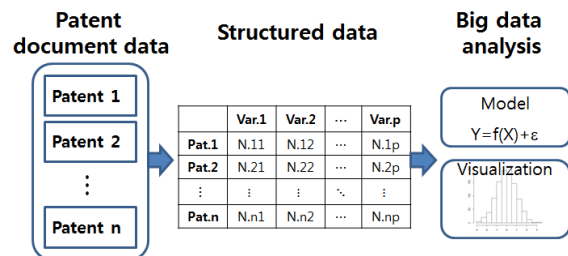 Patent
document data
Structured data
Big data
analysis
Patent 1
Patent 2
⋮
Patent n
Var.1 Var.2 ⋯ Var.p
Pat.1 N.11 N.12 ⋯ N.1p
Pat.2 N.21 N.22 ⋯ N.2p
⋮ ⋮ ⋮ ⋱ ⋮
Pat.n N.n1 N.n2 ⋯ N.np
Model
Y=f(X)+ε
Visualization